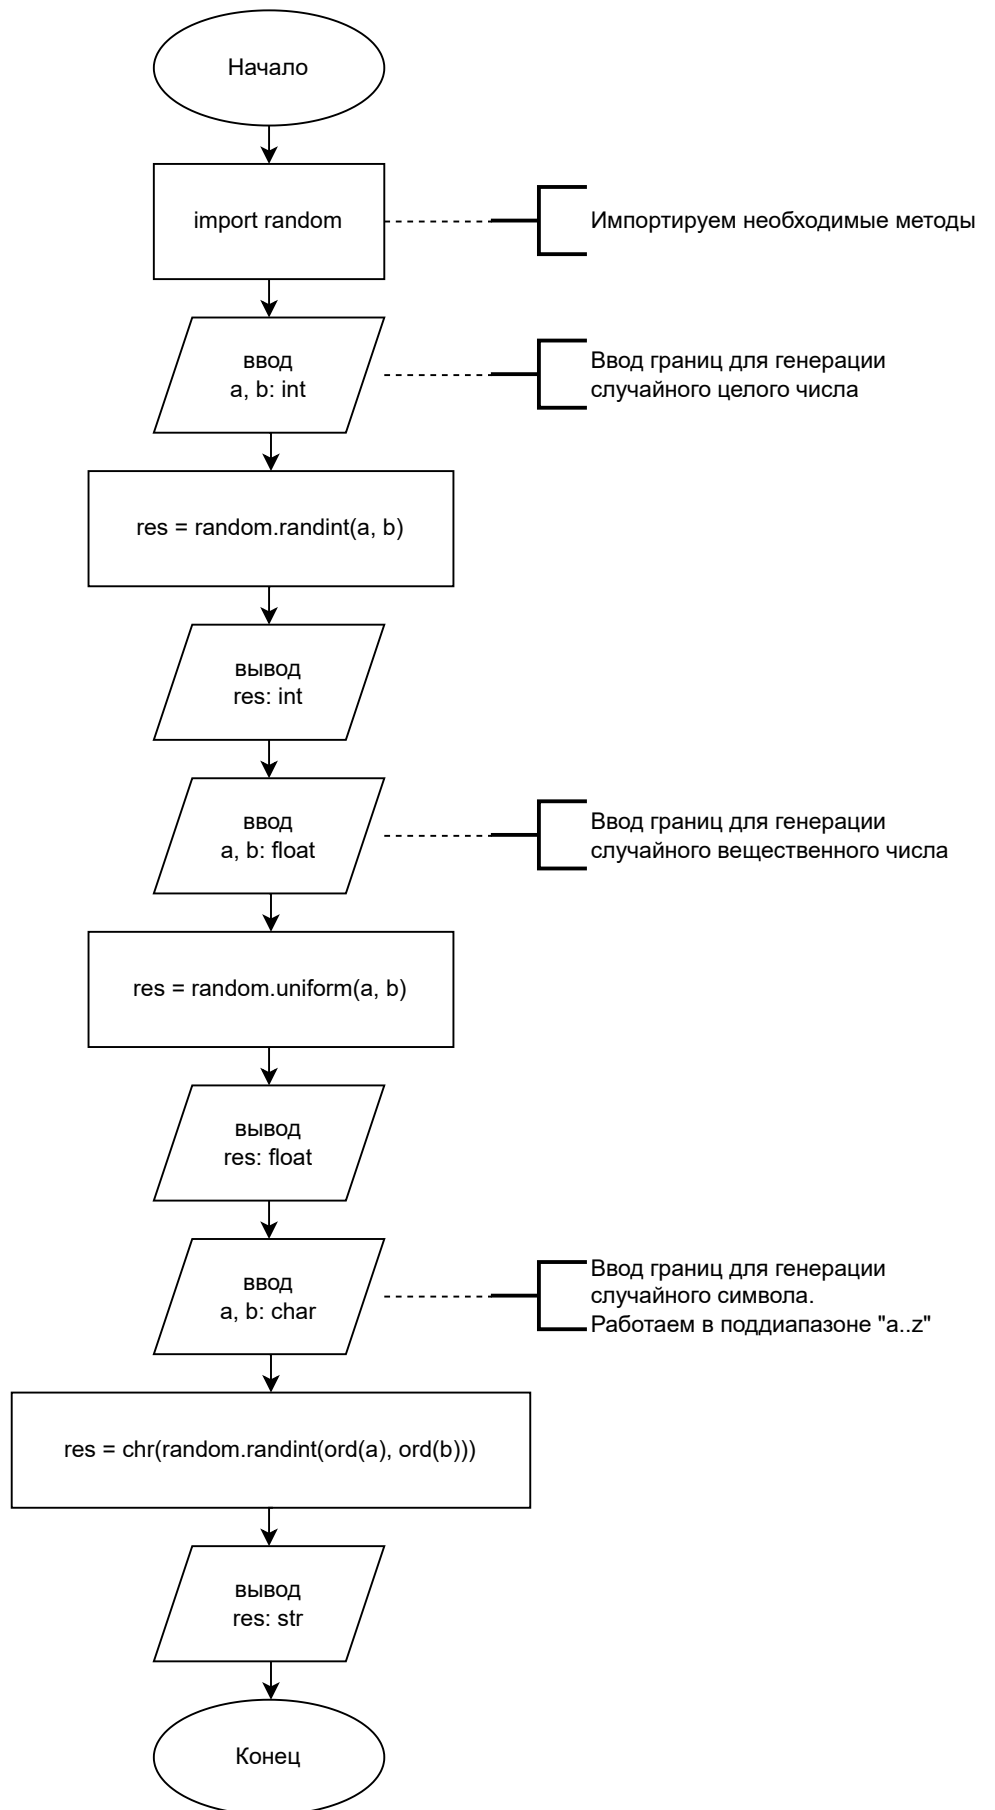 Начало
import random
Импортируем необходимые методы
ввод
a, b: int
Ввод границ для генерации
случайного целого числа
res = random.randint(a, b)
вывод
res: int
ввод
a, b: float
Ввод границ для генерации
случайного вещественного числа
res = random.uniform(a, b)
вывод
res: float
ввод
a, b: char
Ввод границ для генерации
случайного символа.
Работаем в поддиапазоне "a..z"
res = chr(random.randint(ord(a), ord(b)))
вывод
res: str
Конец